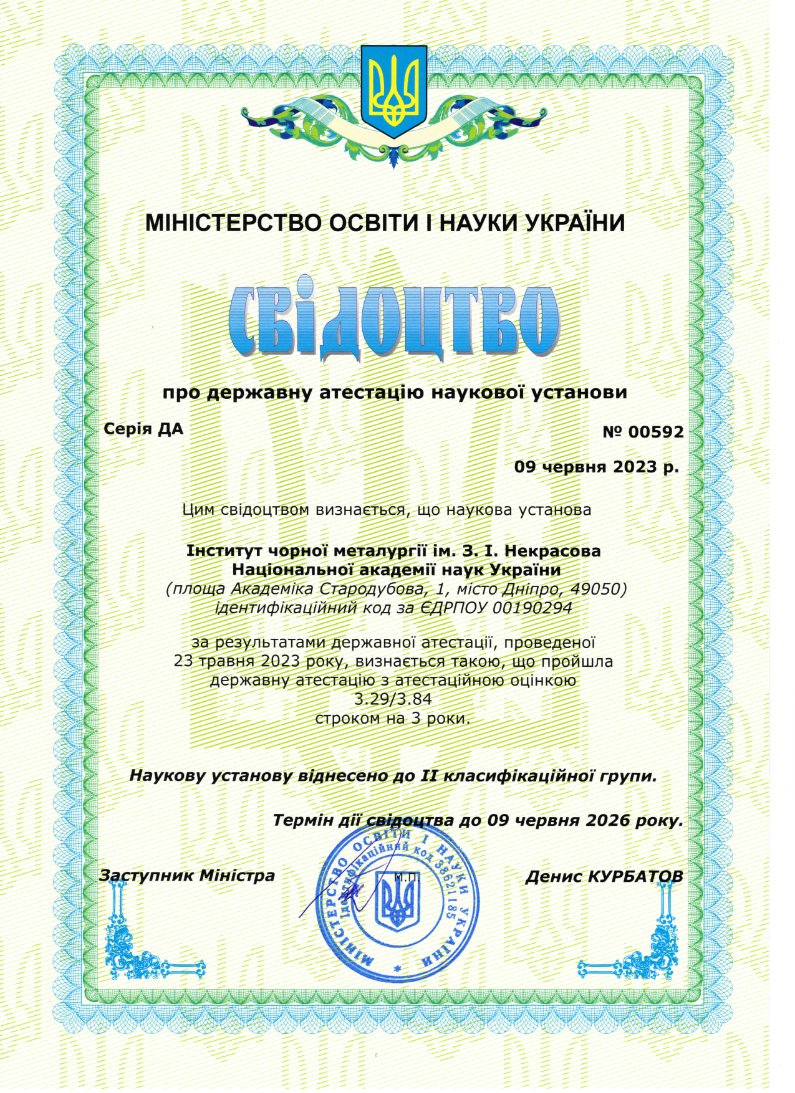 МІНІСТЕРСТВО ОСВІТИ І НАУКИ УКРАЇНИ
СВІДОЦТВО
про державну атестацію наукової установи
Серія ДА
№ 00592
09 червня 2023 р.
Цим свідоцтвом визнається, що наукова установа
Інститут чорної металургії ім. З. І. Некрасова
Національної академії наук України
(площа Академіка Стародубова, 1, місто Дніпро, 49050)
ідентифікаційний код за ЄДРПОУ 00190294
за результатами державної атестації, проведеної
23 травня 2023 року, визнається такою, що пройшла
державну атестацію з атестаційною оцінкою
3.29/3.84
строком на 3 роки.
Наукову установу віднесено до ІІ класифікаційної групи.
Термін дії свідоцтва до 09 червня 2026 року.
Заступник Міністра
М.П.
Денис КУРБАТОВ
МІНІСТЕРСТВО ОСВІТИ І НАУКИ УКРАЇНИ *
Ідентифікаційний код 38621185